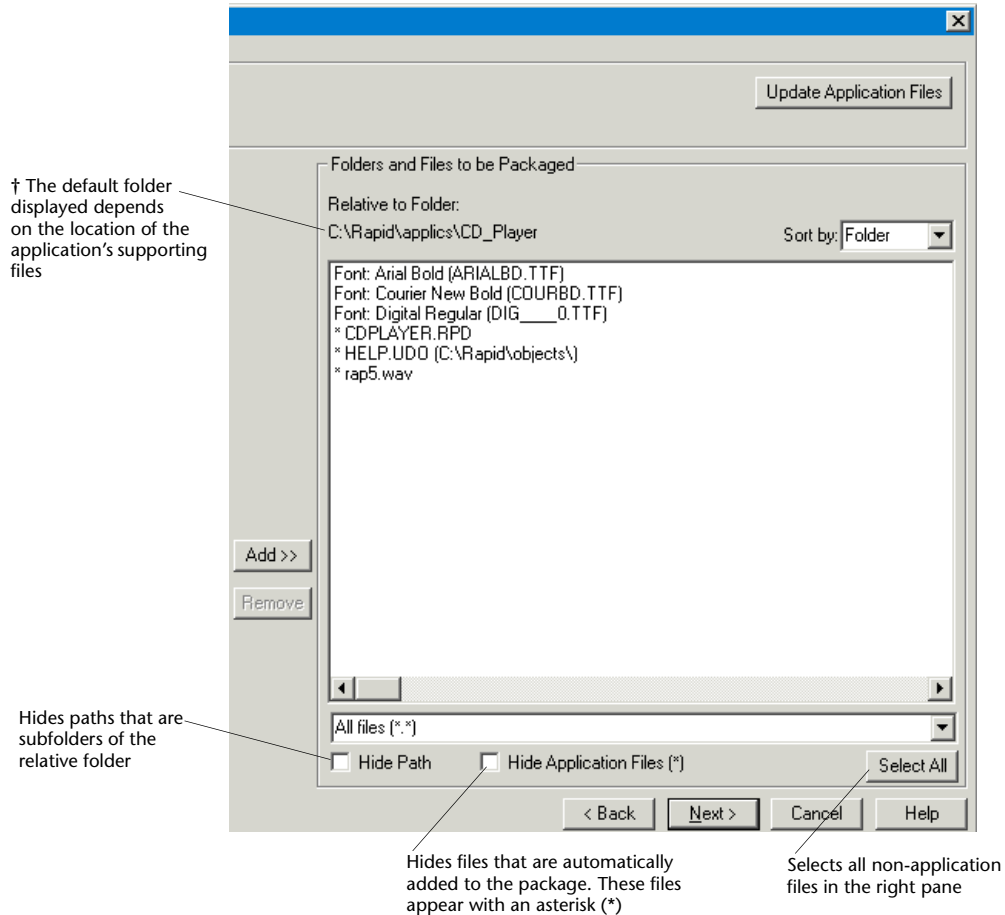 Update Application Files
Folders and Files to be Packaged
† The default folder
displayed depends
on the location of the
application’s supporting
files
Relative to Folder:
C:\Rapid\applics\CD_Player
Sort by: Folder
Font: Arial Bold (ARIALBD.TTF)
Font: Courier New Bold (COURBD.TTF)
Font: Digital Regular (DIG____0.TTF)
* CDPLAYER.RPD
* HELP.UDO (C:\Rapid\objects\)
* rap5.wav
Add >>
Remove
Hides paths that are
subfolders of the
relative folder
All files (*.*)
Hide Path
Hide Application Files (*)
Select All
< Back
Next >
Cancel
Help
Hides files that are automatically
added to the package. These files
appear with an asterisk (*)
Selects all non-application
files in the right pane